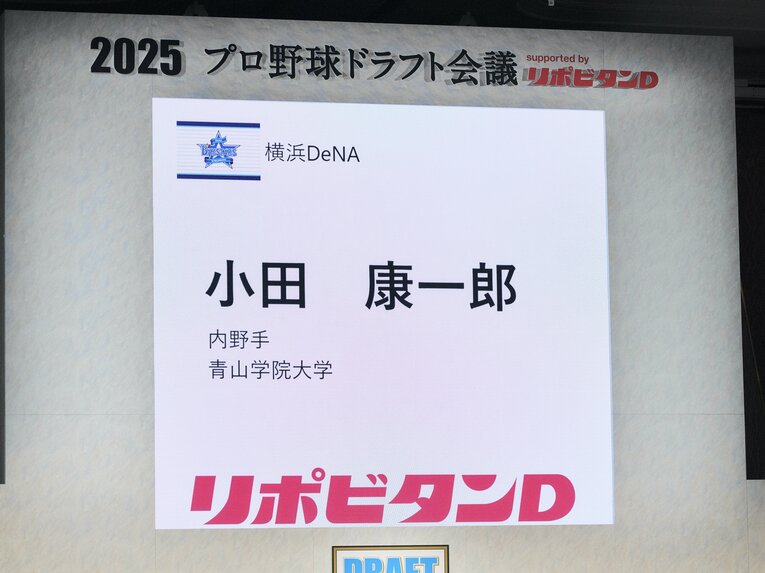 2025 プロ野球ドラフト会議 supported by リポビタンD
横浜DeNA
小田 康一郎
内野手
青山学院大学
リポビタンD
DRAFT